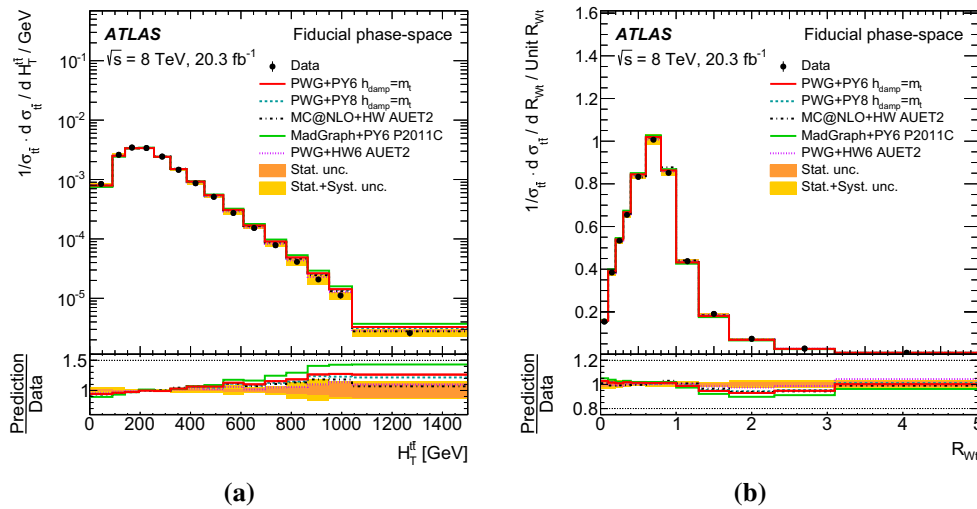 ATLAS Fiducial phase-space
√s = 8 TeV, 20.3 fb⁻¹
Data
PWG+PY6 h_damp=m_t
PWG+PY8 h_damp=m_t
MC@NLO+HW AUET2
MadGraph+PY6 P2011C
PWG+HW6 AUET2
Stat. unc.
Stat.+Syst. unc.
1/σ_tt̄ · d σ_tt̄ / d H_T^tt̄ / GeV
10⁻¹
10⁻²
10⁻³
10⁻⁴
10⁻⁵
Prediction
Data
1.5
1
0 200 400 600 800 1000 1200 1400
H_T^tt̄ [GeV]
(a)
ATLAS Fiducial phase-space
√s = 8 TeV, 20.3 fb⁻¹
Data
PWG+PY6 h_damp=m_t
PWG+PY8 h_damp=m_t
MC@NLO+HW AUET2
MadGraph+PY6 P2011C
PWG+HW6 AUET2
Stat. unc.
Stat.+Syst. unc.
1/σ_tt̄ · d σ_tt̄ / d R_Wt / Unit R_Wt
1.6
1.4
1.2
1
0.8
0.6
0.4
0.2
Prediction
Data
1.2
1
0.8
0 1 2 3 4 5
R_Wt
(b)